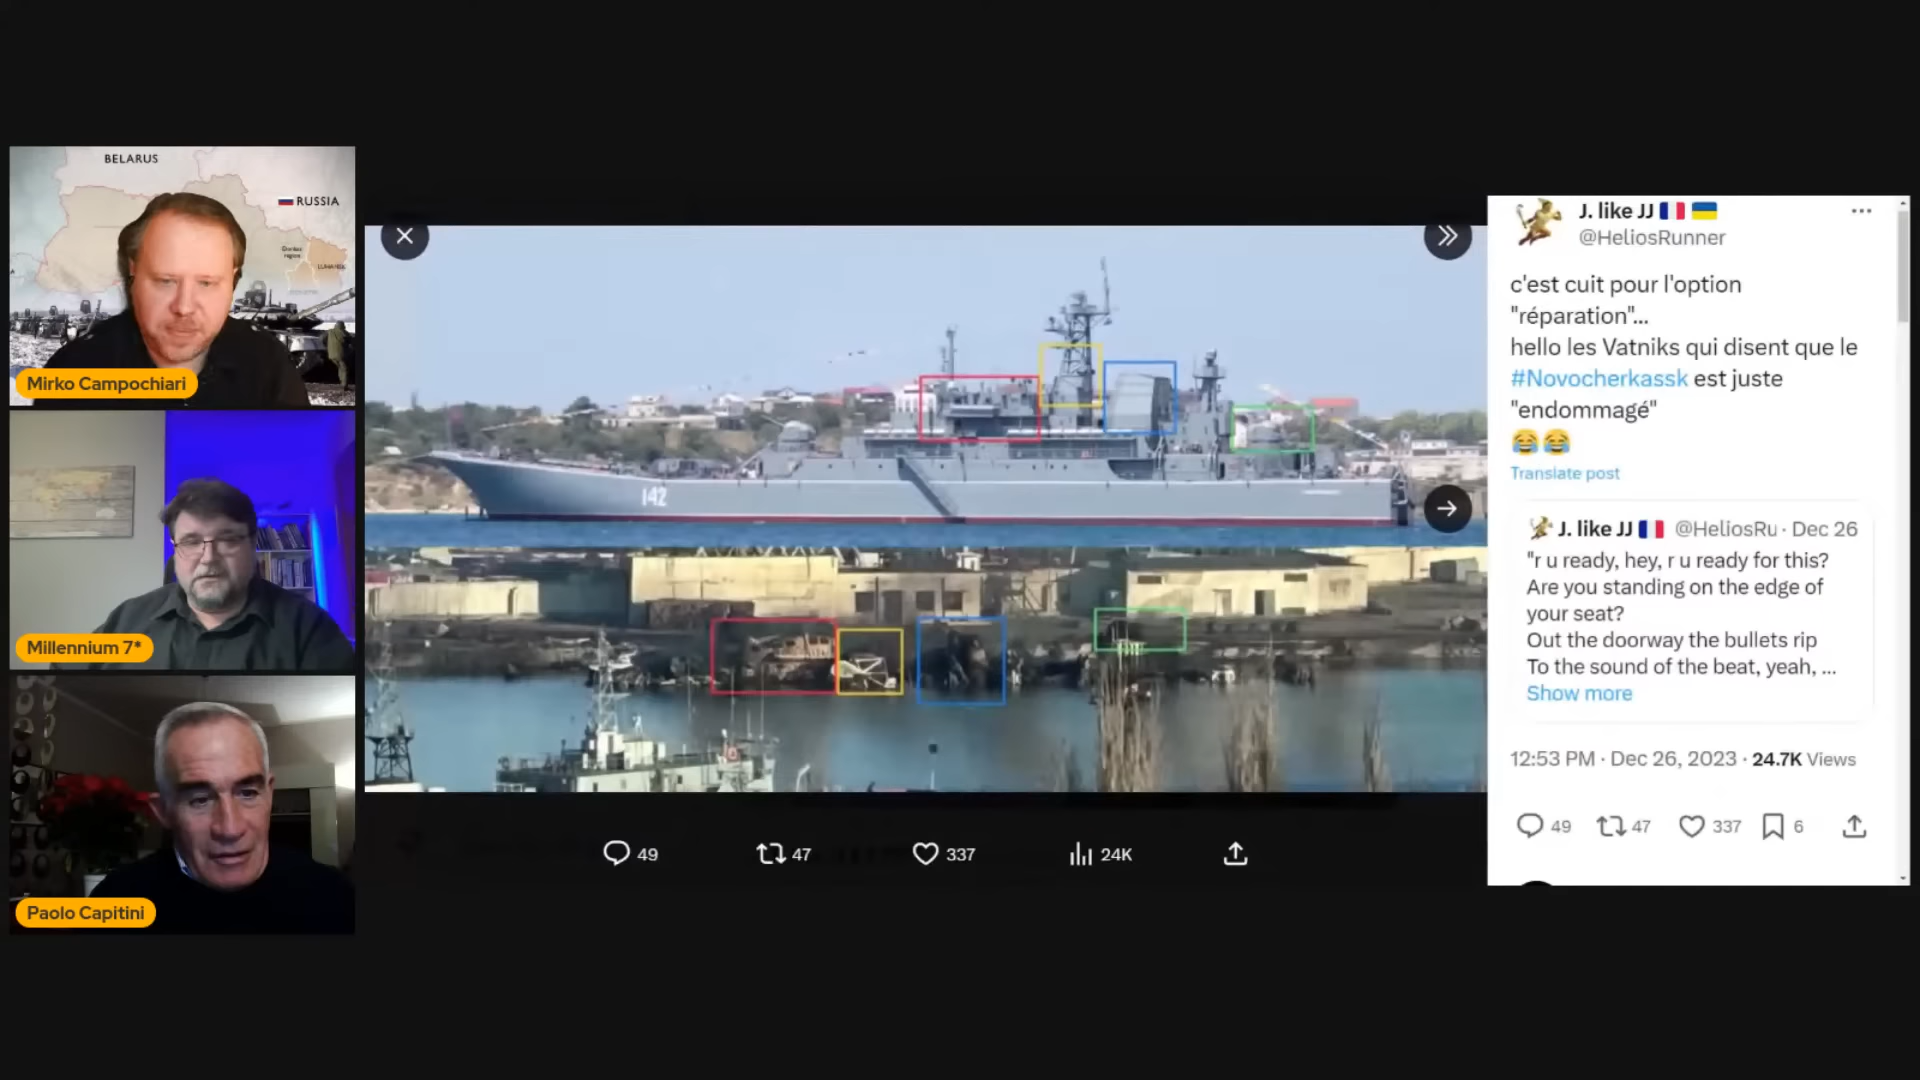 BELARUS
RUSSIA
Donbas
region
LUHANSK
Mirko Campochiari
Millennium 7*
Paolo Capitini
142
49
47
337
24K
J. like JJ
@HeliosRunner
c'est cuit pour l'option
"réparation"...
hello les Vatniks qui disent que le
#Novocherkassk est juste
"endommagé"
Translate post
J. like JJ @HeliosRu · Dec 26
"r u ready, hey, r u ready for this?
Are you standing on the edge of
your seat?
Out the doorway the bullets rip
To the sound of the beat, yeah, ...
Show more
12:53 PM · Dec 26, 2023 · 24.7K Views
49
47
337
6